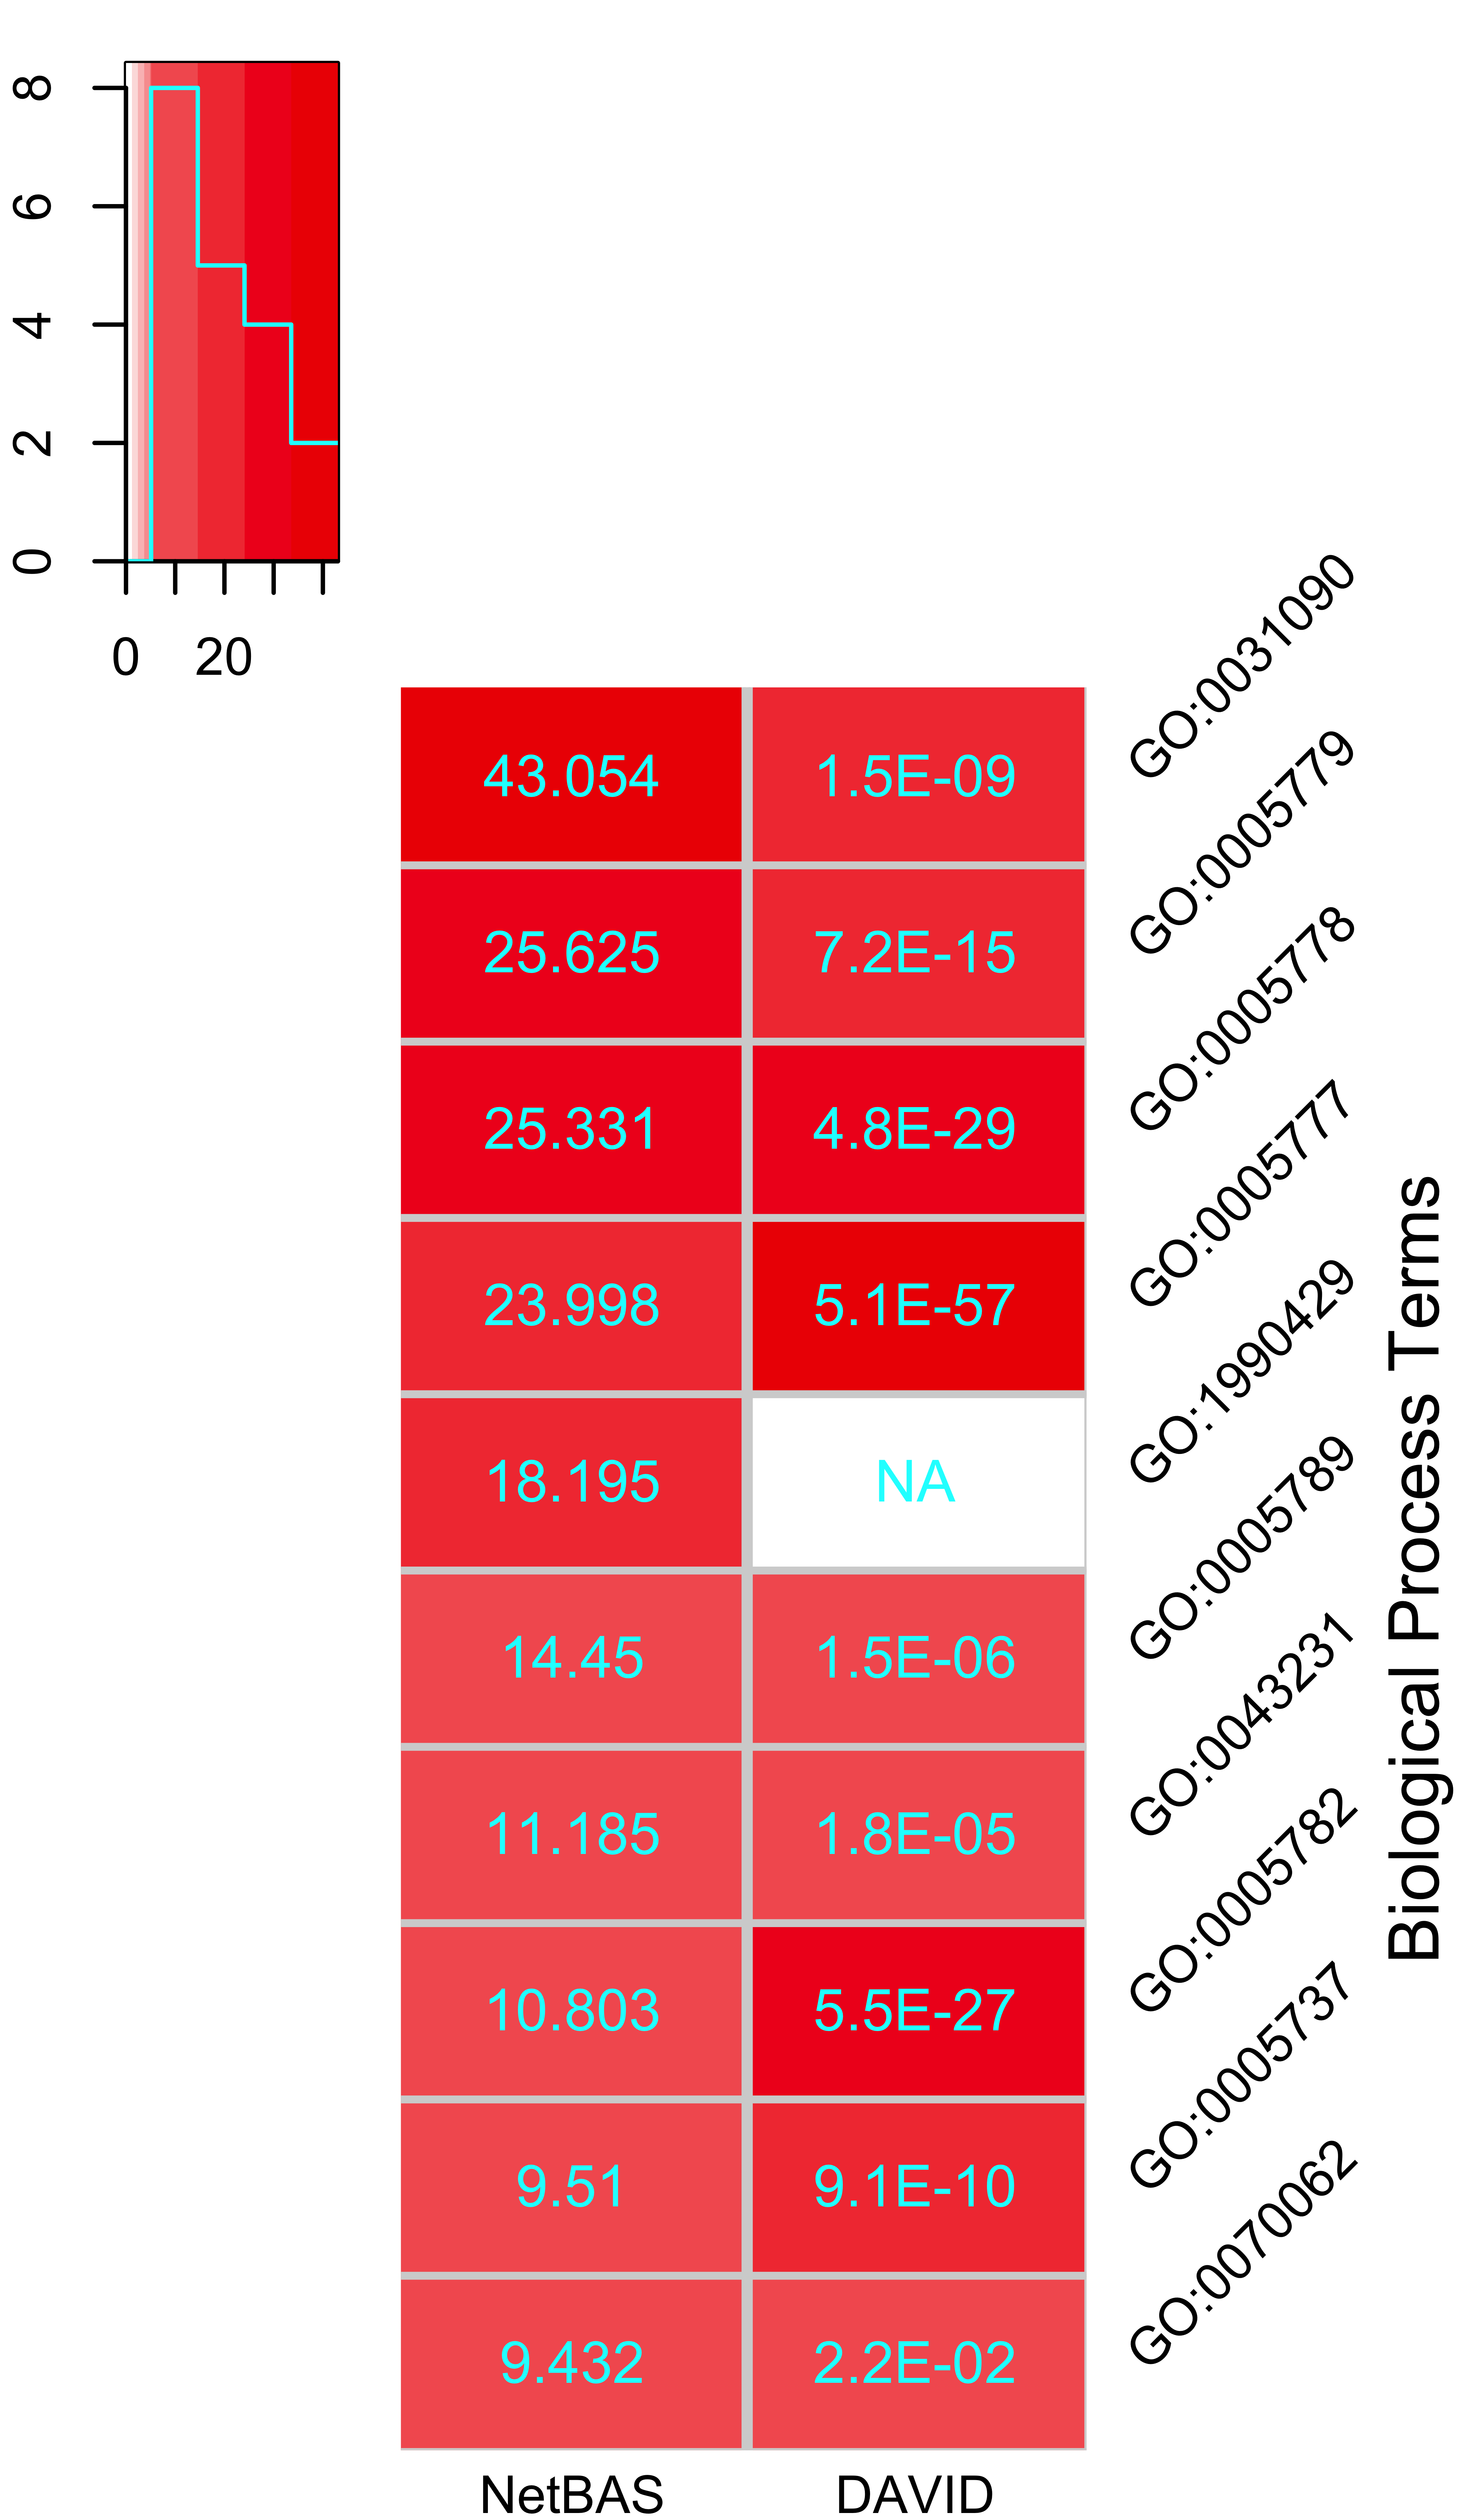 8
6
4
2
0
0 20
GO:0031090
43.054 1.5E-09
GO:0005779
25.625 7.2E-15
GO:0005778
25.331 4.8E-29
GO:0005777
23.998 5.1E-57
GO:1990429
18.195 NA
GO:0005789
14.45 1.5E-06
GO:0043231
11.185 1.8E-05
GO:0005782
10.803 5.5E-27
GO:0005737
9.51 9.1E-10
GO:0070062
9.432 2.2E-02
Biological Process Terms
NetBAS DAVID